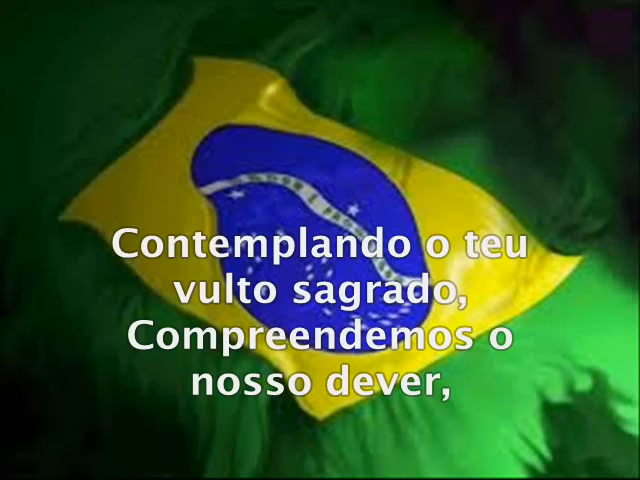 Contemplando o teu
vulto sagrado,
Compreendemos o
nosso dever,